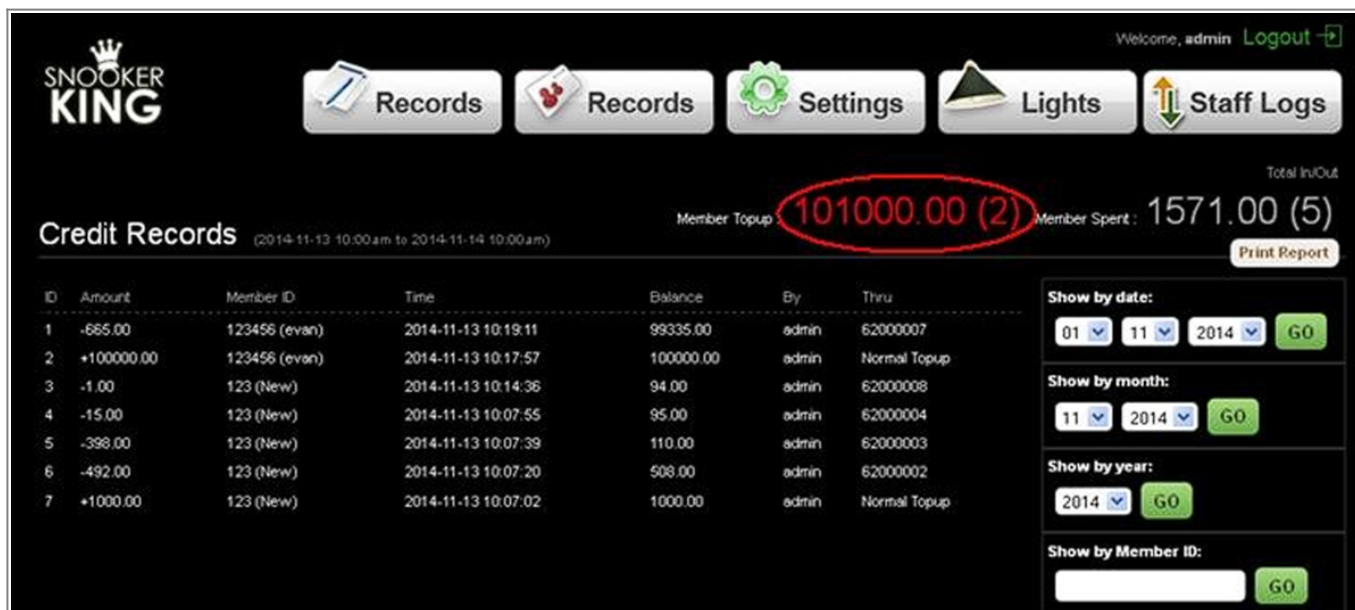 Welcome, admin Logout
SNOOKER
KING
Records
Records
Settings
Lights
Staff Logs
Total In/Out
Credit Records (2014-11-13 10:00am to 2014-11-14 10:00am)
Member Topup : 101000.00 (2) Member Spent : 1571.00 (5)
Print Report
ID Amount Member ID Time Balance By Thru
1 -665.00 123456 (evan) 2014-11-13 10:19:11 99335.00 admin 62000007
2 +100000.00 123456 (evan) 2014-11-13 10:17:57 100000.00 admin Normal Topup
3 -1.00 123 (New) 2014-11-13 10:14:36 94.00 admin 62000008
4 -15.00 123 (New) 2014-11-13 10:07:55 95.00 admin 62000004
5 -398.00 123 (New) 2014-11-13 10:07:39 110.00 admin 62000003
6 -492.00 123 (New) 2014-11-13 10:07:20 508.00 admin 62000002
7 +1000.00 123 (New) 2014-11-13 10:07:02 1000.00 admin Normal Topup
Show by date:
01 11 2014 GO
Show by month:
11 2014 GO
Show by year:
2014 GO
Show by Member ID:
GO